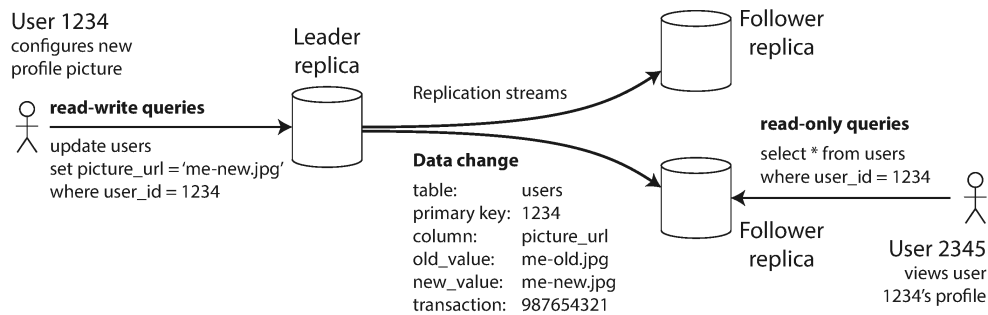 User 1234
configures new
profile picture
Leader
replica
Follower
replica
read-write queries
update users
set picture_url = ‘me-new.jpg’
where user_id = 1234
Replication streams
Data change
table: users
primary key: 1234
column: picture_url
old_value: me-old.jpg
new_value: me-new.jpg
transaction: 987654321
read-only queries
select * from users
where user_id = 1234
Follower
replica
User 2345
views user
1234’s profile